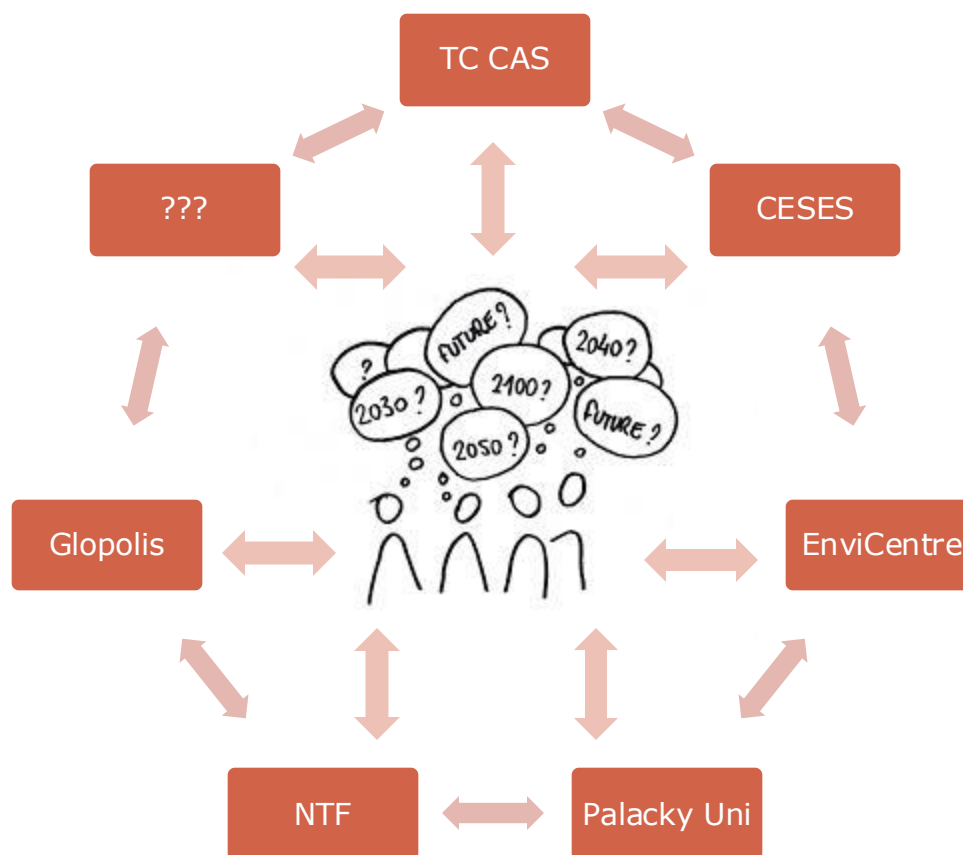 TC CAS
???
CESES
FUTURE?
2040?
?
2030?
2100?
FUTURE?
2050?
Glopolis
EnviCentre
NTF
Palacky Uni